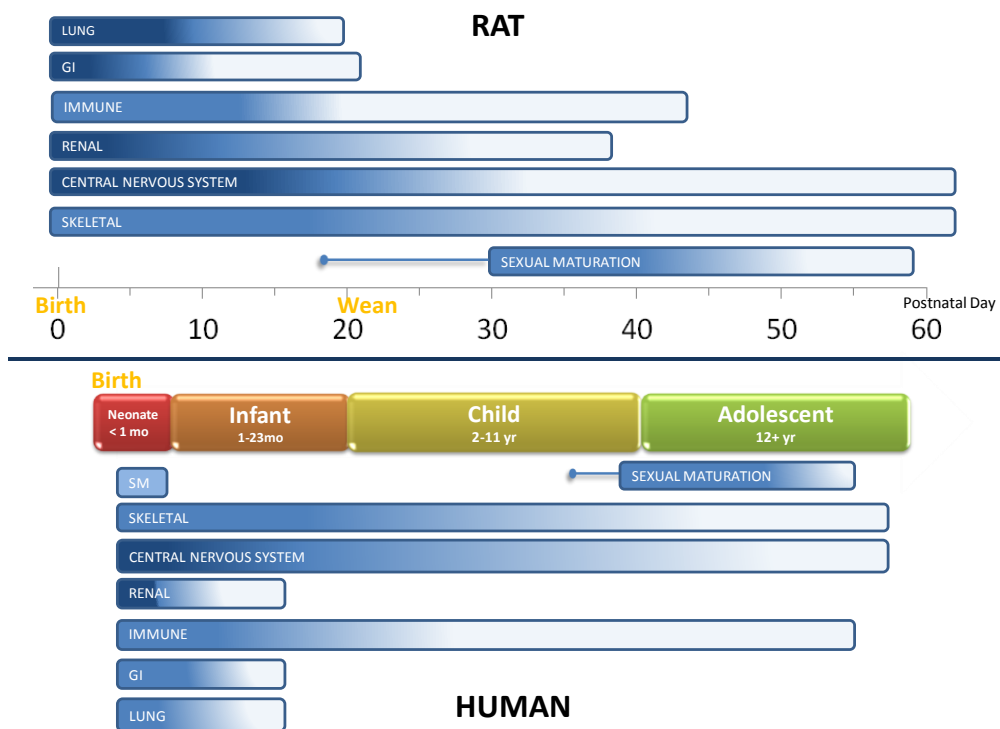 RAT
LUNG
GI
IMMUNE
RENAL
CENTRAL NERVOUS SYSTEM
SKELETAL
SEXUAL MATURATION
Birth
Wean
Postnatal Day
0 10 20 30 40 50 60
Birth
Neonate
< 1 mo
Infant
1-23mo
Child
2-11 yr
Adolescent
12+ yr
SM
SEXUAL MATURATION
SKELETAL
CENTRAL NERVOUS SYSTEM
RENAL
IMMUNE
GI
LUNG
HUMAN